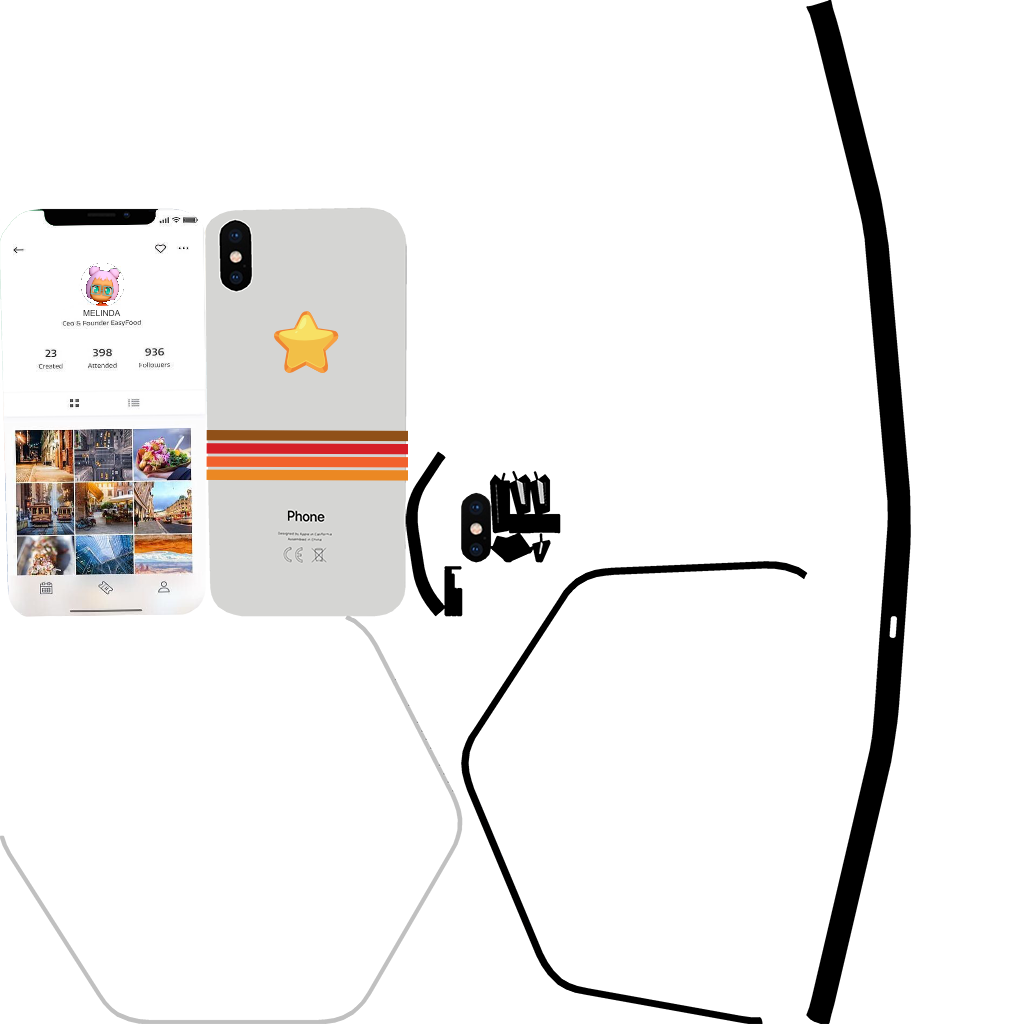 MELINDA
Ceo & Founder EasyFood
23 398 936
Created Attended Followers
Phone
Designed by Apple in California
Assembled in China